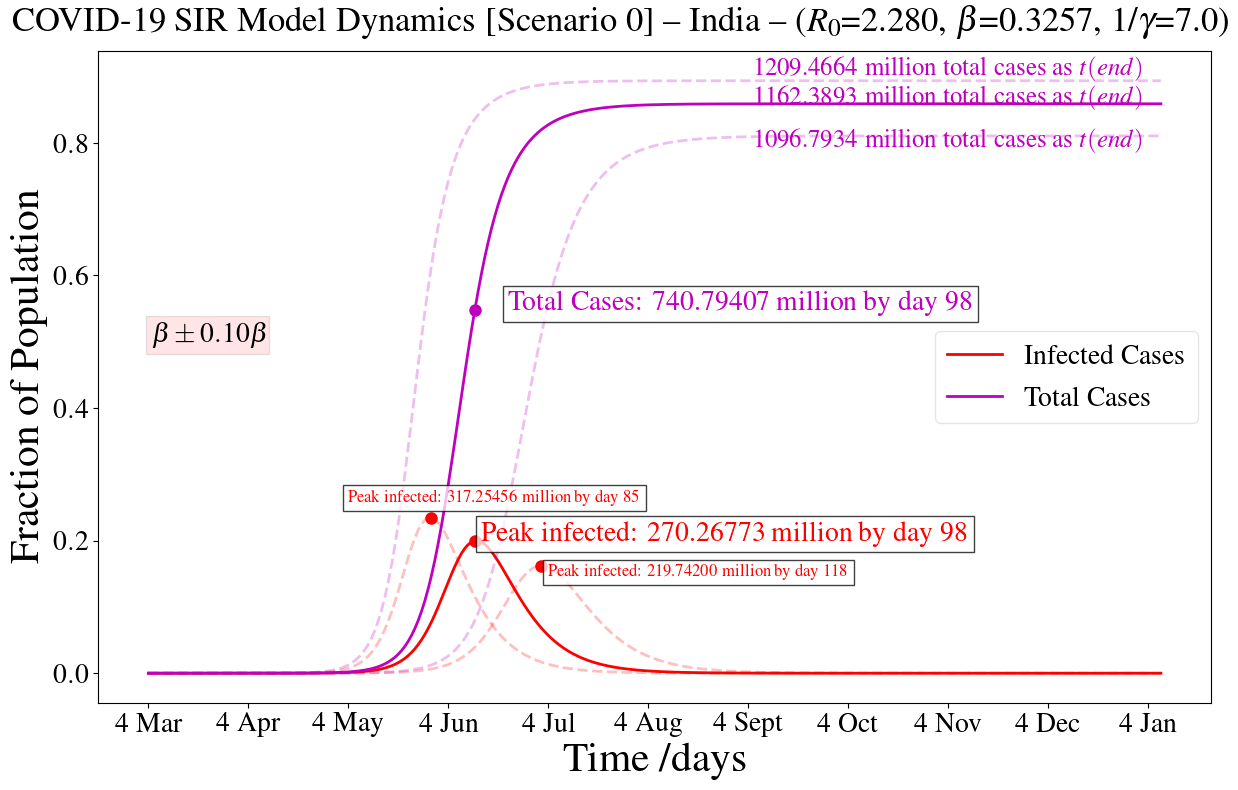 COVID-19 SIR Model Dynamics [Scenario 0] – India – (R₀=2.280, β=0.3257, 1/γ=7.0)
1209.4664 million total cases as t(end)
1162.3893 million total cases as t(end)
1096.7934 million total cases as t(end)
0.8
0.6
0.4
0.2
0.0
Fraction of Population
Total Cases: 740.79407 million by day 98
β ± 0.10β
Infected Cases
Total Cases
Peak infected: 317.25456 million by day 85
Peak infected: 270.26773 million by day 98
Peak infected: 219.74200 million by day 118
4 Mar 4 Apr 4 May 4 Jun 4 Jul 4 Aug 4 Sept 4 Oct 4 Nov 4 Dec 4 Jan
Time /days